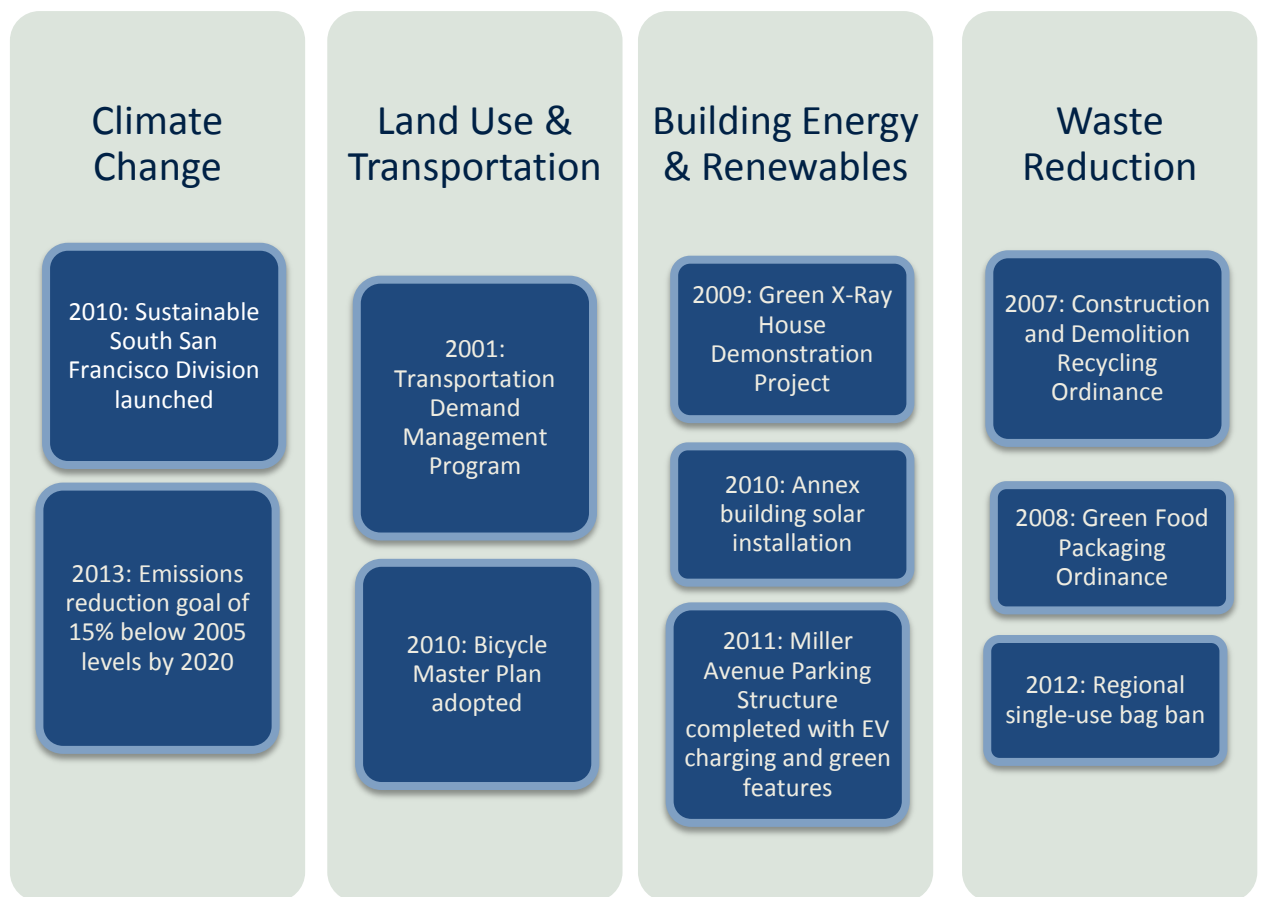 Climate
Change
2010: Sustainable
South San
Francisco Division
launched
2013: Emissions
reduction goal of
15% below 2005
levels by 2020
Land Use &
Transportation
2001:
Transportation
Demand
Management
Program
2010: Bicycle
Master Plan
adopted
Building Energy
& Renewables
2009: Green X-Ray
House
Demonstration
Project
2010: Annex
building solar
installation
2011: Miller
Avenue Parking
Structure
completed with EV
charging and green
features
Waste
Reduction
2007: Construction
and Demolition
Recycling
Ordinance
2008: Green Food
Packaging
Ordinance
2012: Regional
single-use bag ban